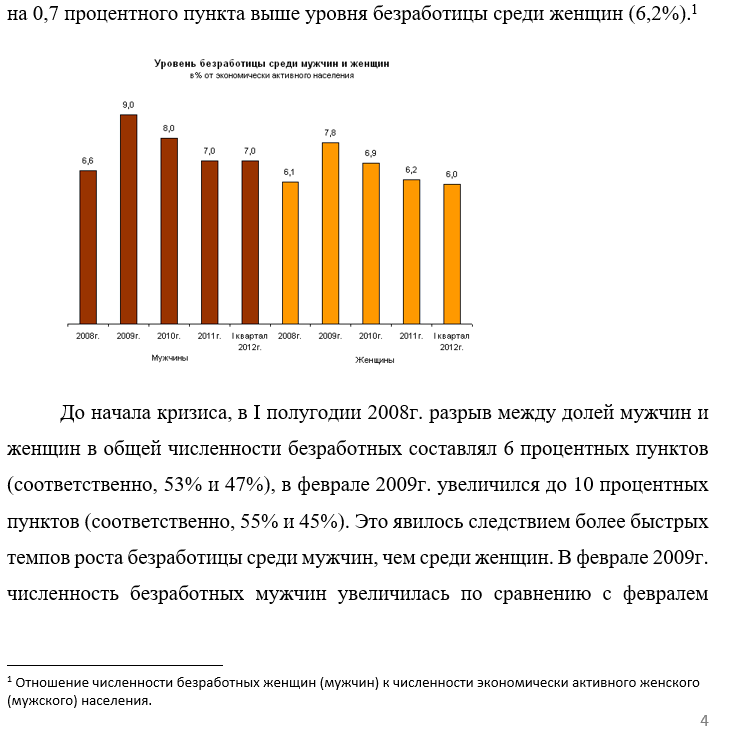 на 0,7 процентного пункта выше уровня безработицы среди женщин (6,2%).1
Уровень безработицы среди мужчин и женщин
в % от экономически активного населения
6,6
9,0
8,0
7,0
7,0
6,1
7,8
6,9
6,2
6,0
2008г. 2009г. 2010г. 2011г. I квартал 2008г. 2009г. 2010г. 2011г. I квартал
2012г. 2012г.
Мужчины Женщины
До начала кризиса, в I полугодии 2008г. разрыв между долей мужчин и
женщин в общей численности безработных составлял 6 процентных пунктов
(соответственно, 53% и 47%), в феврале 2009г. увеличился до 10 процентных
пунктов (соответственно, 55% и 45%). Это явилось следствием более быстрых
темпов роста безработицы среди мужчин, чем среди женщин. В феврале 2009г.
численность безработных мужчин увеличилась по сравнению с февралем
1 Отношение численности безработных женщин (мужчин) к численности экономически активного женского
(мужского) населения.
4